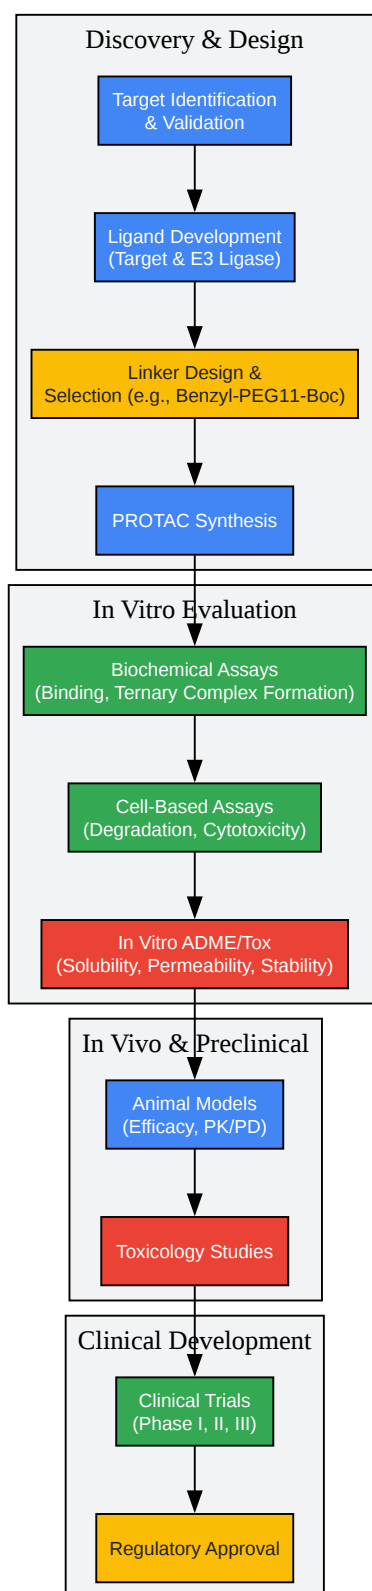 Discovery & Design
Target Identification
& Validation
Ligand Development
(Target & E3 Ligase)
Linker Design &
Selection (e.g., Benzyl-PEG11-Boc)
PROTAC Synthesis
In Vitro Evaluation
Biochemical Assays
(Binding, Ternary Complex Formation)
Cell-Based Assays
(Degradation, Cytotoxicity)
In Vitro ADME/Tox
(Solubility, Permeability, Stability)
In Vivo & Preclinical
Animal Models
(Efficacy, PK/PD)
Toxicology Studies
Clinical Development
Clinical Trials
(Phase I, II, III)
Regulatory Approval